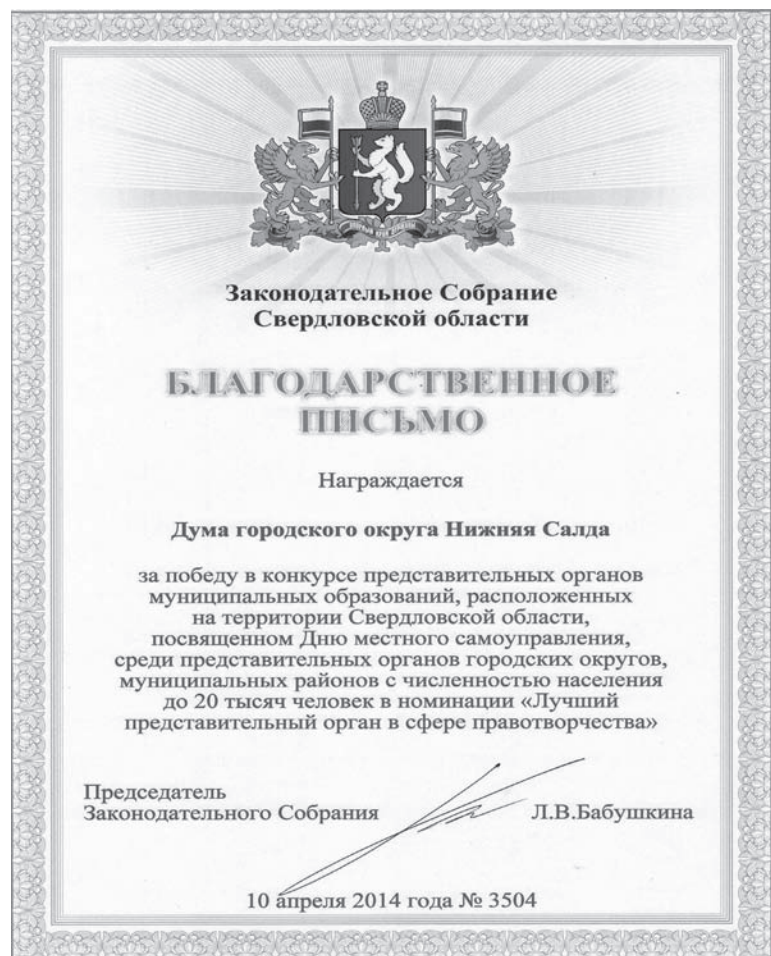 Законодательное Собрание
Свердловской области
БЛАГОДАРСТВЕННОЕ
ПИСЬМО
Награждается
Дума городского округа Нижняя Салда
за победу в конкурсе представительных органов
муниципальных образований, расположенных
на территории Свердловской области,
посвященном Дню местного самоуправления,
среди представительных органов городских округов,
муниципальных районов с численностью населения
до 20 тысяч человек в номинации «Лучший
представительный орган в сфере правотворчества»
Председатель
Законодательного Собрания Л.В.Бабушкина
10 апреля 2014 года № 3504